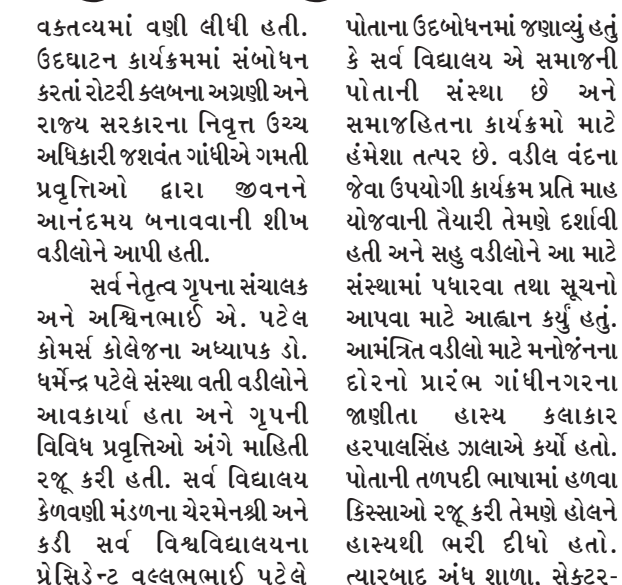 વક્તવ્યમાં વણી લીધી હતી.
ઉદઘાટન કાર્યક્રમમાં સંબોધન
કરતાં રોટરી ક્લબના અગ્રણી અને
રાજ્ય સરકારના નિવૃત્ત ઉચ્ચ
અધિકારી જશવંત ગાંધીએ ગમતી
પ્રવૃત્તિઓ દ્વારા જીવનને
આનંદમય બનાવવાની શીખ
વડીલોને આપી હતી.
સર્વ નેતૃત્વ ગૃપના સંચાલક
અને અશ્વિનભાઈ એ. પટેલ
કોમર્સ કોલેજના અધ્યાપક ડો.
ધર્મેન્દ્ર પટેલે સંસ્થા વતી વડીલોને
આવકાર્યા હતા અને ગૃપની
વિવિધ પ્રવૃત્તિઓ અંગે માહિતી
રજૂ કરી હતી. સર્વ વિદ્યાલય
કેળવણી મંડળના ચેરમેનશ્રી અને
કડી સર્વ વિશ્વવિદ્યાલયના
પ્રેસિડેન્ટ વલ્લભભાઈ પટેલે
પોતાના ઉદબોધનમાં જણાવ્યું હતું
કે સર્વ વિદ્યાલય એ સમાજની
પોતાની સંસ્થા છે અને
સમાજહિતના કાર્યક્રમો માટે
હંમેશા તત્પર છે. વડીલ વંદના
જેવા ઉપયોગી કાર્યક્રમ પ્રતિ માહ
યોજવાની તૈયારી તેમણે દર્શાવી
હતી અને સહુ વડીલોને આ માટે
સંસ્થામાં પધારવા તથા સૂચનો
આપવા માટે આહ્વાન કર્યું હતું.
આમંત્રિત વડીલો માટે મનોજંનના
દોરનો પ્રારંભ ગાંધીનગરના
જાણીતા હાસ્ય કલાકાર
હરપાલસિંહ ઝાલાએ કર્યો હતો.
પોતાની તળપદી ભાષામાં હળવા
કિસ્સાઓ રજૂ કરી તેમણે હોલને
હાસ્યથી ભરી દીધો હતો.
ત્યારબાદ અંધ શાળા. સેક્ટર-